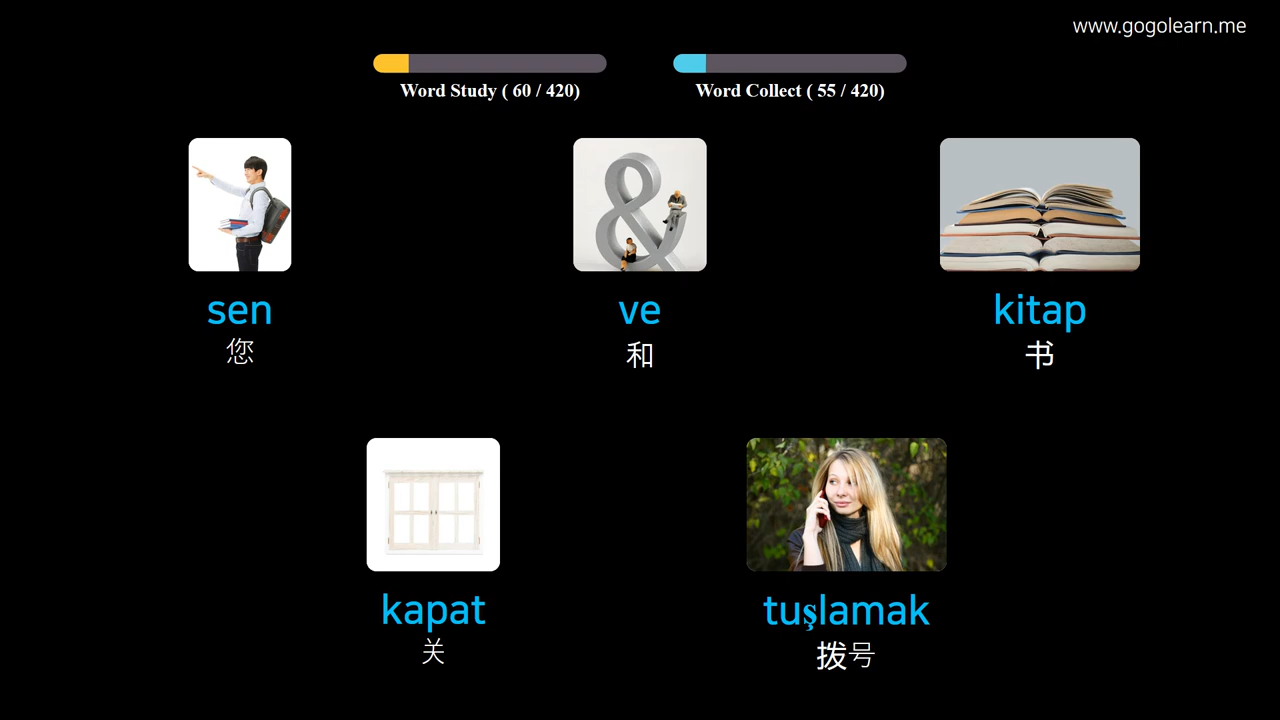 www.gogolearn.me
Word Study ( 60 / 420)
Word Collect ( 55 / 420)
sen
您
ve
和
kitap
书
kapat
关
tuşlamak
拨号